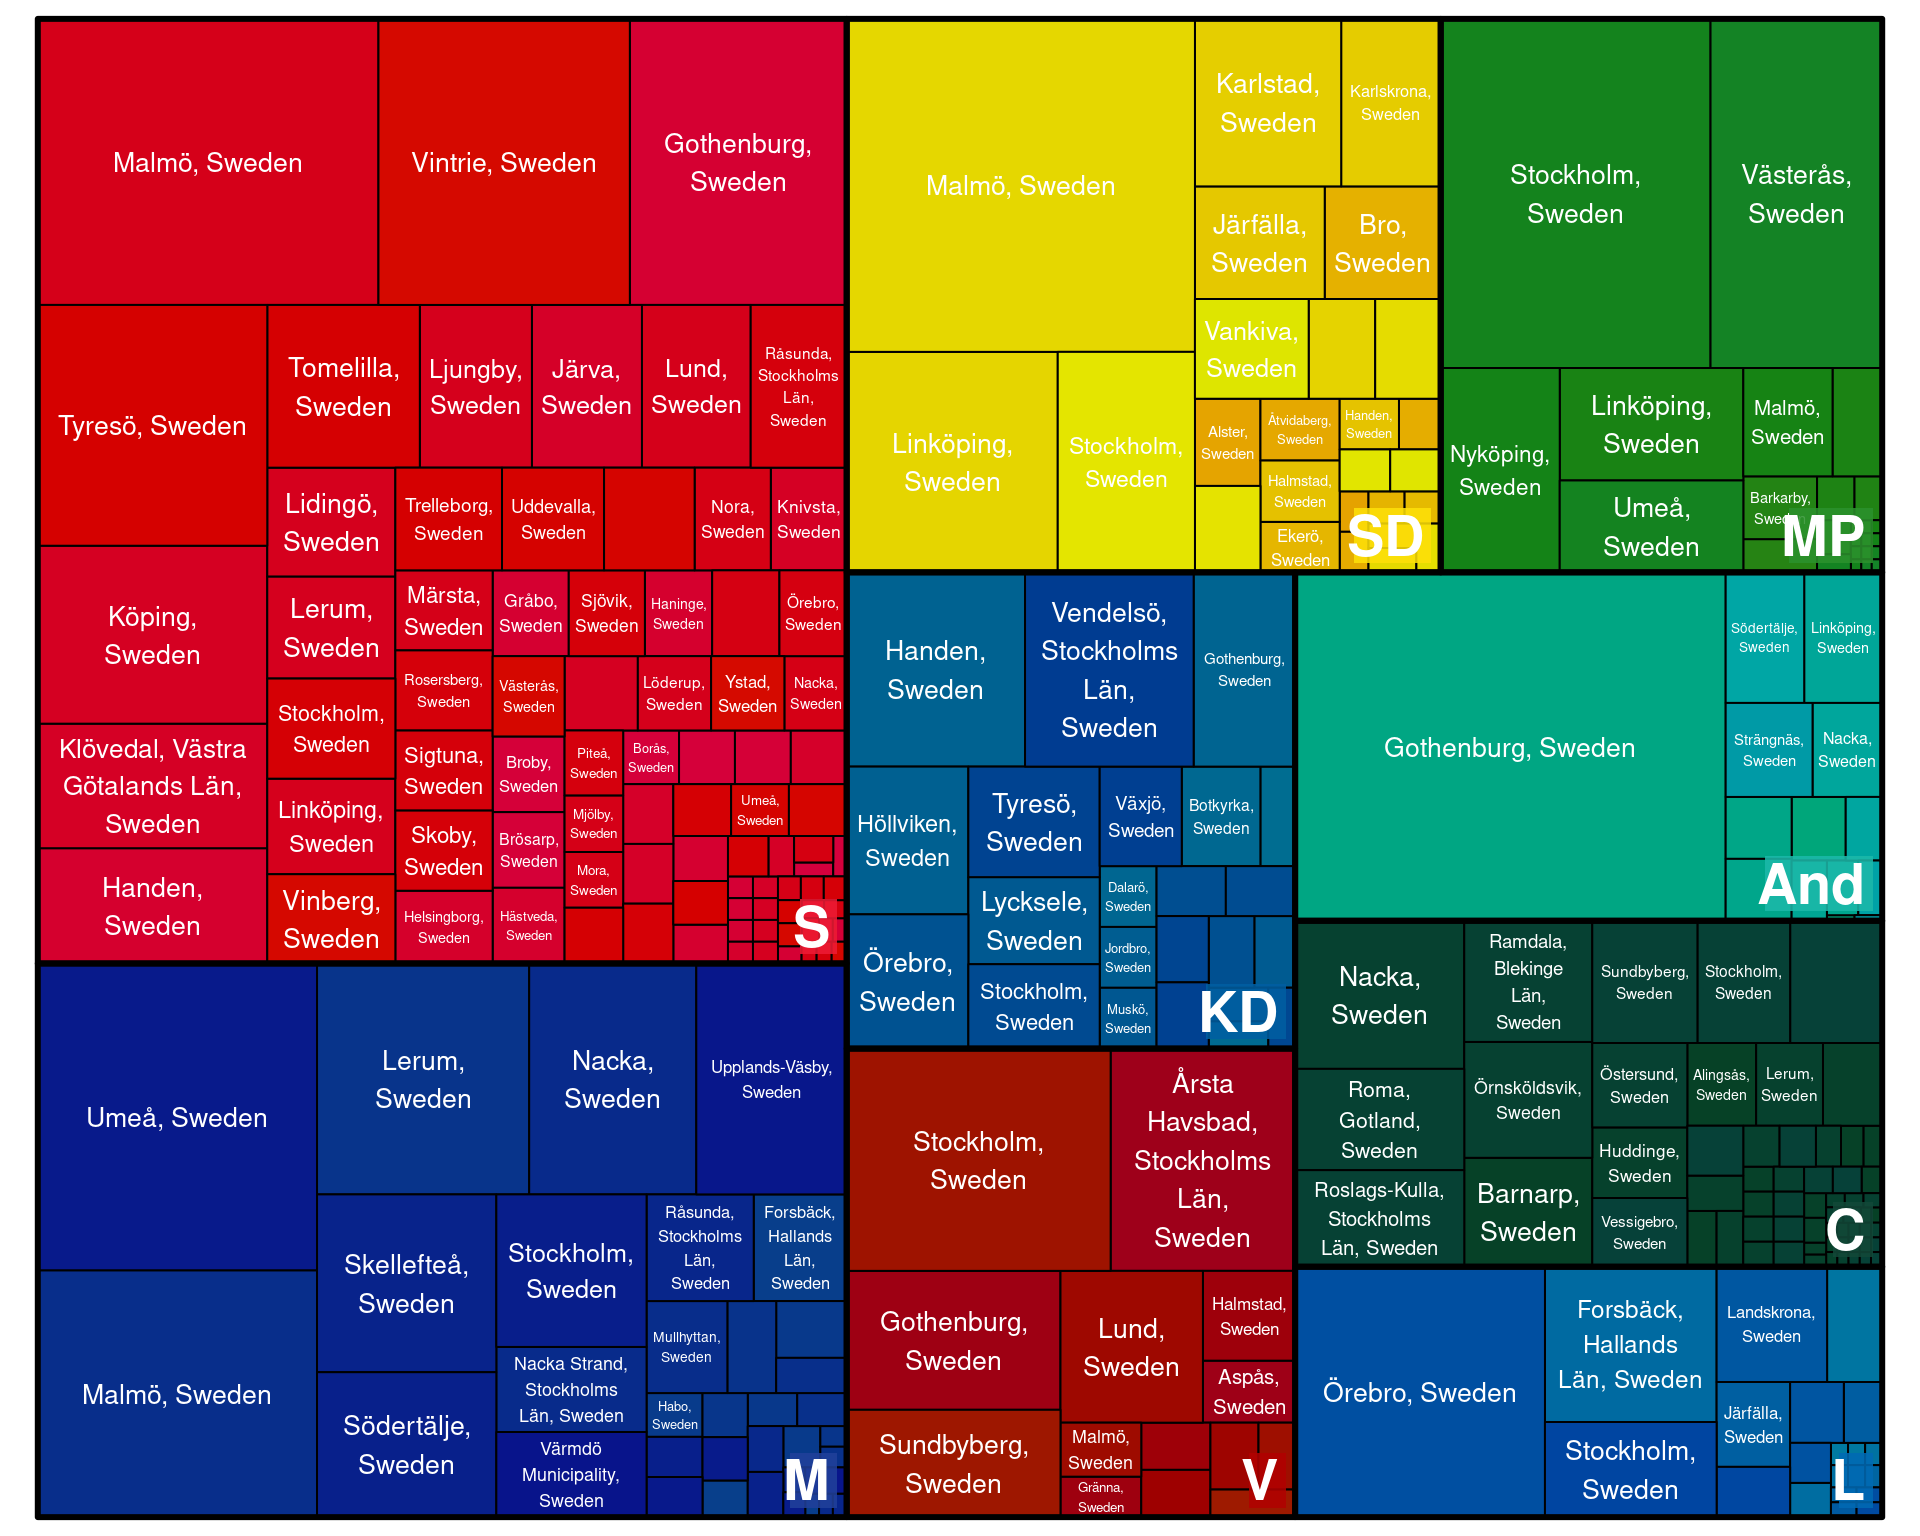 Malmö, Sweden
Vintrie, Sweden
Gothenburg,
Sweden
Tyresö, Sweden
Tomelilla,
Sweden
Ljungby,
Sweden
Järva,
Sweden
Lund,
Sweden
Råsunda,
Stockholms
Län,
Sweden
Lidingö,
Sweden
Trelleborg,
Sweden
Uddevalla,
Sweden
Nora,
Sweden
Knivsta,
Sweden
Köping,
Sweden
Lerum,
Sweden
Märsta,
Sweden
Gråbo,
Sweden
Sjövik,
Sweden
Haninge,
Sweden
Örebro,
Sweden
Rosersberg,
Sweden
Västerås,
Sweden
Löderup,
Sweden
Ystad,
Sweden
Nacka,
Sweden
Stockholm,
Sweden
Klövedal, Västra
Götalands Län,
Sweden
Sigtuna,
Sweden
Broby,
Sweden
Piteå,
Sweden
Borås,
Sweden
Linköping,
Sweden
Skoby,
Sweden
Brösarp,
Sweden
Mjölby,
Sweden
Umeå,
Sweden
Handen,
Sweden
Vinberg,
Sweden
Helsingborg,
Sweden
Hästveda,
Sweden
Mora,
Sweden
S
Malmö, Sweden
Karlstad,
Sweden
Karlskrona,
Sweden
Järfälla,
Sweden
Bro,
Sweden
Vankiva,
Sweden
Linköping,
Sweden
Stockholm,
Sweden
Alster,
Sweden
Åtvidaberg,
Sweden
Handen,
Sweden
Halmstad,
Sweden
Ekerö,
Sweden
SD
Stockholm,
Sweden
Västerås,
Sweden
Nyköping,
Sweden
Linköping,
Sweden
Malmö,
Sweden
Umeå,
Sweden
Barkarby,
Sweden
MP
Handen,
Sweden
Vendelsö,
Stockholms
Län,
Sweden
Gothenburg,
Sweden
Höllviken,
Sweden
Tyresö,
Sweden
Växjö,
Sweden
Botkyrka,
Sweden
Lycksele,
Sweden
Dalarö,
Sweden
Örebro,
Sweden
Stockholm,
Sweden
Jordbro,
Sweden
Muskö,
Sweden
KD
Gothenburg, Sweden
Södertälje,
Sweden
Linköping,
Sweden
Strängnäs,
Sweden
Nacka,
Sweden
And
Nacka,
Sweden
Ramdala,
Blekinge
Län,
Sweden
Sundbyberg,
Sweden
Stockholm,
Sweden
Roma,
Gotland,
Sweden
Örnsköldsvik,
Sweden
Östersund,
Sweden
Alingsås,
Sweden
Lerum,
Sweden
Huddinge,
Sweden
Roslags-Kulla,
Stockholms
Län, Sweden
Barnarp,
Sweden
Vessigebro,
Sweden
C
Umeå, Sweden
Lerum,
Sweden
Nacka,
Sweden
Upplands-Väsby,
Sweden
Malmö, Sweden
Skellefteå,
Sweden
Stockholm,
Sweden
Råsunda,
Stockholms
Län,
Sweden
Forsbäck,
Hallands
Län,
Sweden
Mullhyttan,
Sweden
Nacka Strand,
Stockholms
Län, Sweden
Södertälje,
Sweden
Habo,
Sweden
Värmdö
Municipality,
Sweden
M
Stockholm,
Sweden
Årsta
Havsbad,
Stockholms
Län,
Sweden
Gothenburg,
Sweden
Lund,
Sweden
Halmstad,
Sweden
Aspås,
Sweden
Sundbyberg,
Sweden
Malmö,
Sweden
Gränna,
Sweden
V
Örebro, Sweden
Forsbäck,
Hallands
Län, Sweden
Landskrona,
Sweden
Järfälla,
Sweden
Stockholm,
Sweden
L